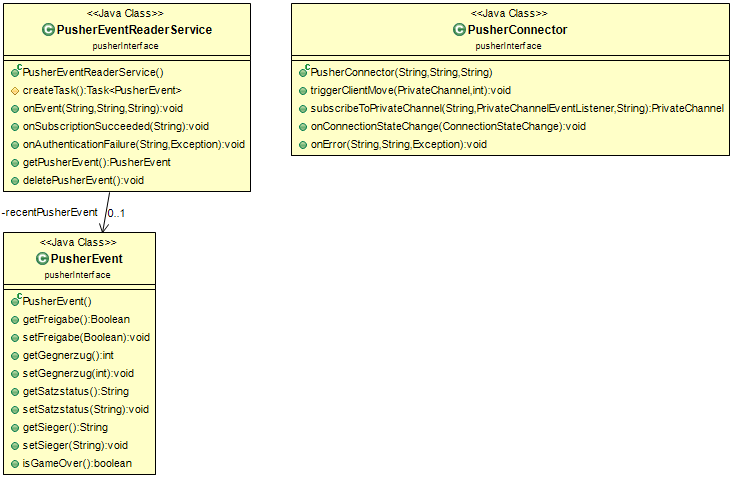 <<Java Class>>
PusherEventReaderService
pusherInterface
PusherEventReaderService()
createTask():Task<PusherEvent>
onEvent(String,String,String):void
onSubscriptionSucceeded(String):void
onAuthenticationFailure(String,Exception):void
getPusherEvent():PusherEvent
deletePusherEvent():void
<<Java Class>>
PusherConnector
pusherInterface
PusherConnector(String,String,String)
triggerClientMove(PrivateChannel,int):void
subscribeToPrivateChannel(String,PrivateChannelEventListener,String):PrivateChannel
onConnectionStateChange(ConnectionStateChange):void
onError(String,String,Exception):void
-recentPusherEvent 0..1
<<Java Class>>
PusherEvent
pusherInterface
PusherEvent()
getFreigabe():Boolean
setFreigabe(Boolean):void
getGegnerzug():int
setGegnerzug(int):void
getSatzstatus():String
setSatzstatus(String):void
getSieger():String
setSieger(String):void
isGameOver():boolean